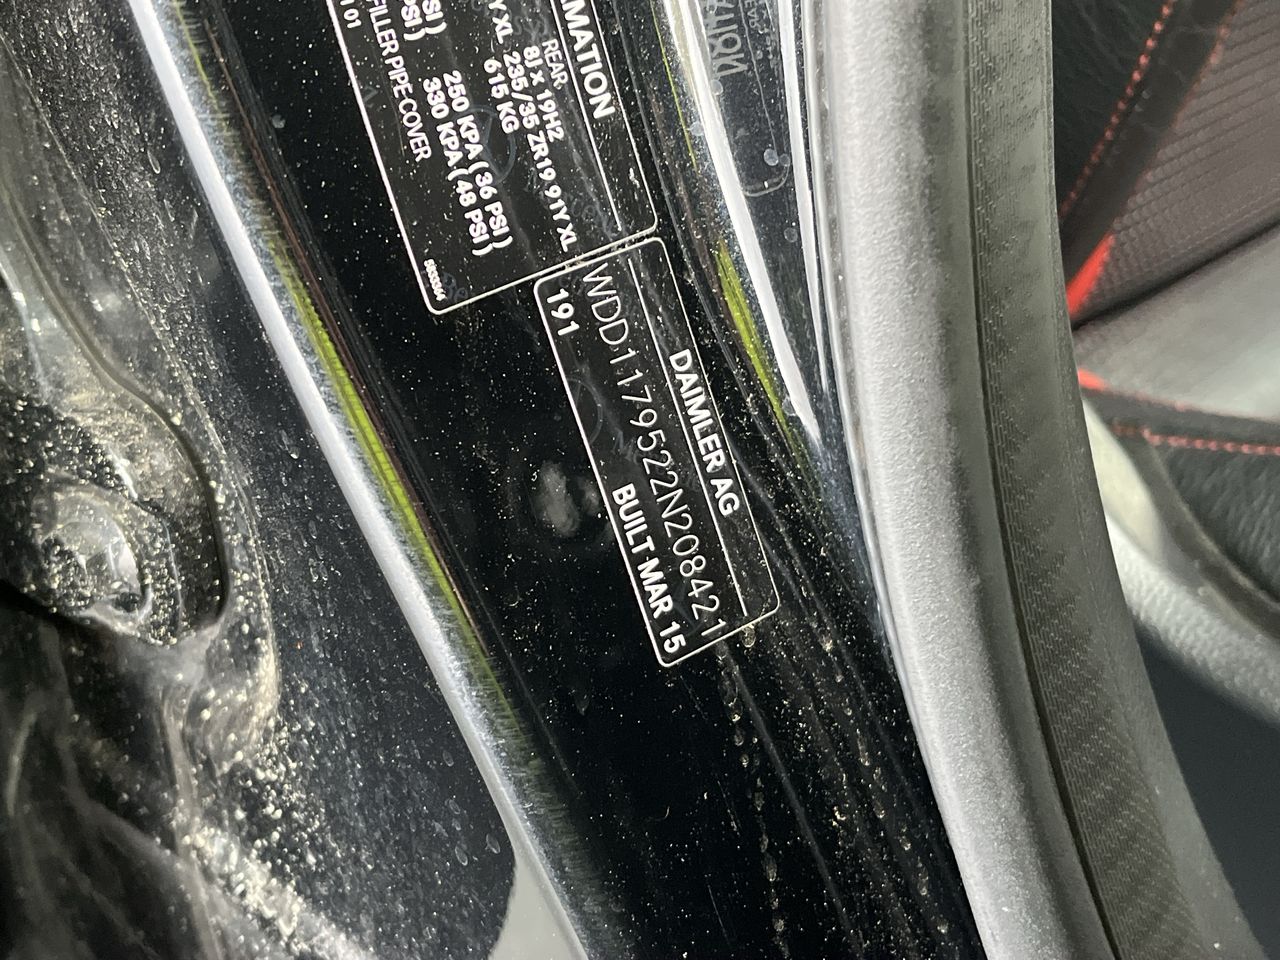 MATION
REAR
8J x 19H2
Y XL 235/35 ZR19 91Y XL
615 KG
PSI) 250 KPA ( 36 PSI )
PSI) 330 KPA ( 48 PSI )
FILLER PIPE COVER
DAIMLER AG
WDD1179522N208421
191 BUILT MAR 15